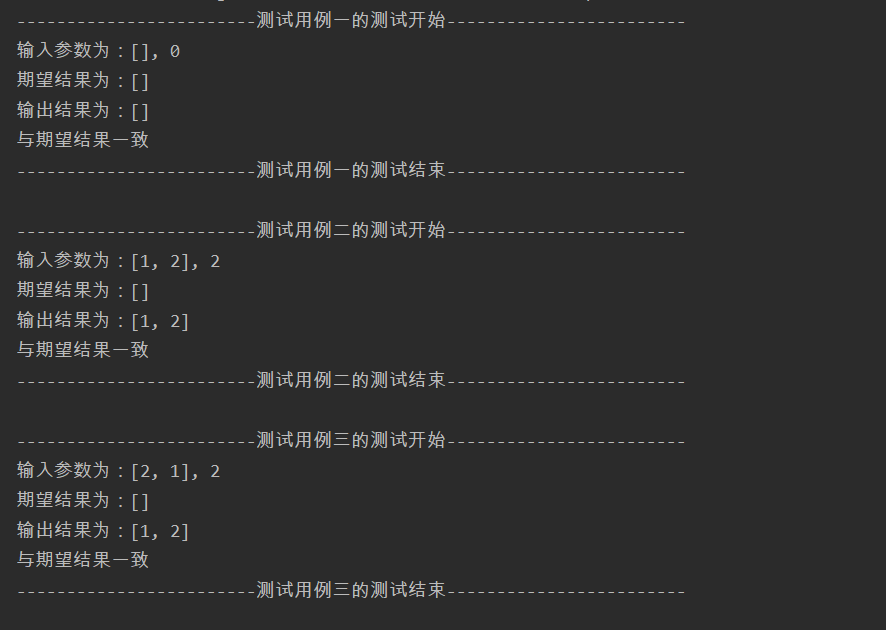 ------------------------测试用例一的测试开始------------------------
输入参数为：[], 0
期望结果为：[]
输出结果为：[]
与期望结果一致
------------------------测试用例一的测试结束------------------------
------------------------测试用例二的测试开始------------------------
输入参数为：[1, 2], 2
期望结果为：[]
输出结果为：[1, 2]
与期望结果一致
------------------------测试用例二的测试结束------------------------
------------------------测试用例三的测试开始------------------------
输入参数为：[2, 1], 2
期望结果为：[]
输出结果为：[1, 2]
与期望结果一致
------------------------测试用例三的测试结束------------------------